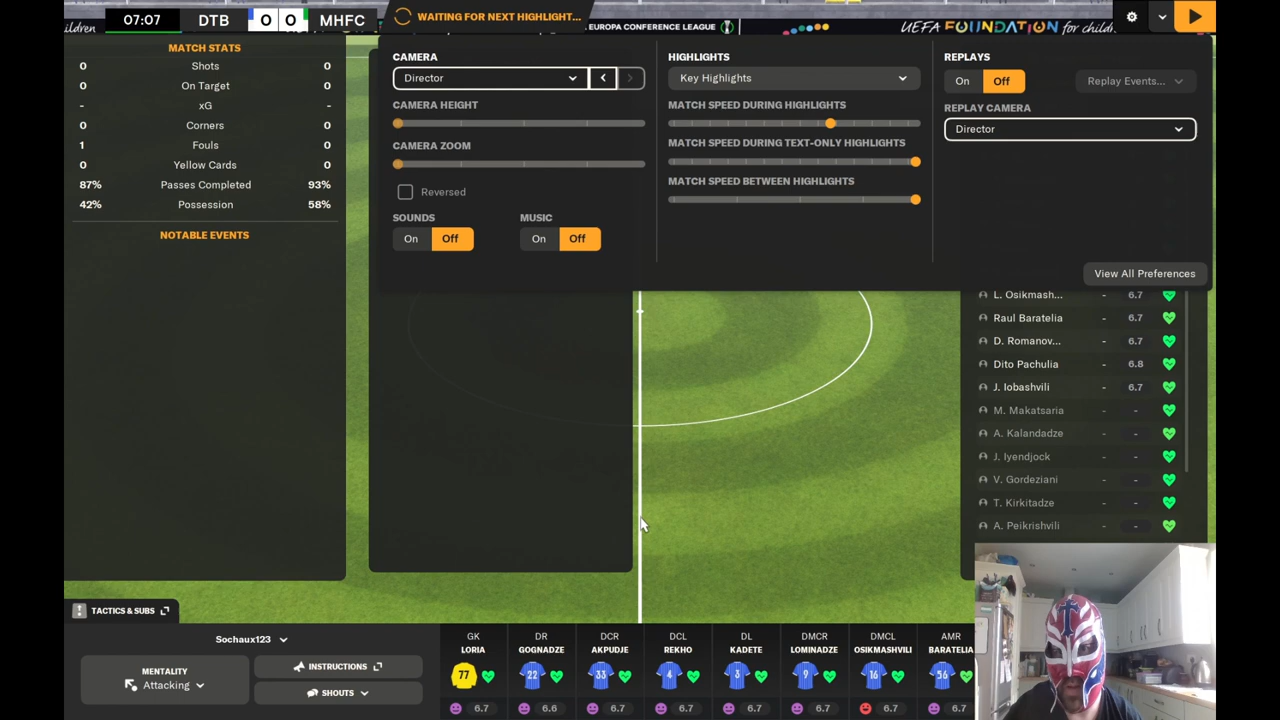 07:07 DTB 0 0 MHFC WAITING FOR NEXT HIGHLIGHT...
ildren
EUROPA CONFERENCE LEAGUE
UEFA FOUNDATION for childre
MATCH STATS
0 Shots 0
0 On Target 0
- xG -
0 Corners 0
1 Fouls 0
0 Yellow Cards 0
87% Passes Completed 93%
42% Possession 58%
NOTABLE EVENTS
CAMERA
Director
CAMERA HEIGHT
CAMERA ZOOM
Reversed
SOUNDS MUSIC
On Off On Off
HIGHLIGHTS
Key Highlights
MATCH SPEED DURING HIGHLIGHTS
MATCH SPEED DURING TEXT-ONLY HIGHLIGHTS
MATCH SPEED BETWEEN HIGHLIGHTS
REPLAYS
On Off Replay Events...
REPLAY CAMERA
Director
View All Preferences
L. Osikmash... - 6.7
Raul Baratelia - 6.7
D. Romanov... - 6.7
Dito Pachulia - 6.8
J. Iobashvili - 6.7
M. Makatsaria - -
A. Kalandadze - -
J. Iyendjock - -
V. Gordeziani - -
T. Kirkitadze - -
A. Peikrishvili - -
TACTICS & SUBS
Sochaux123
MENTALITY
Attacking
INSTRUCTIONS
SHOUTS
GK DR DCR DCL DL DMCR DMCL AMR
LORIA GOGNADZE AKPUDJE REKHO KADETE LOMINADZE OSIKMASHVILI BARATELIA
77 22 33 4 3 9 16 56
6.7 6.6 6.7 6.7 6.7 6.7 6.7 6.7